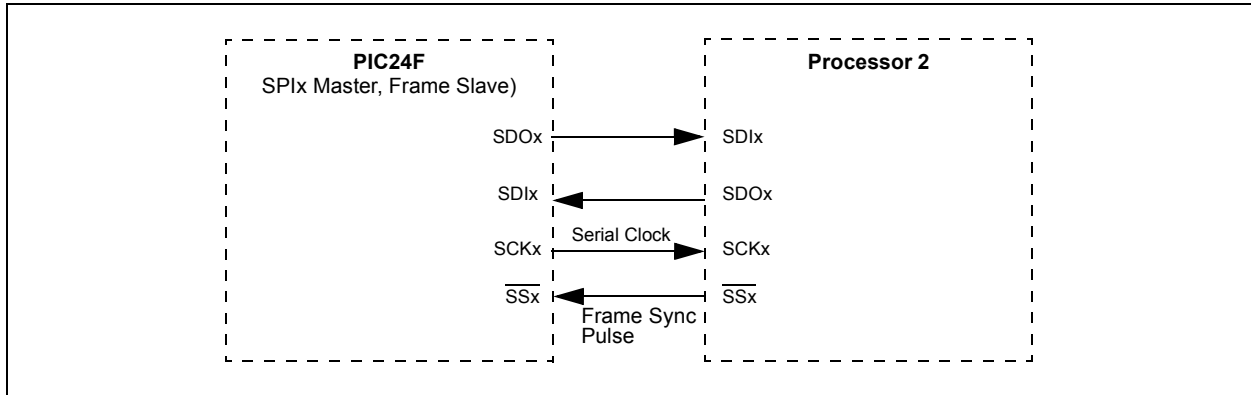 PIC24F
SPIx Master, Frame Slave)
Processor 2
SDOx
SDIx
SDIx
SDOx
SCKx
Serial Clock
SCKx
SSx
Frame Sync
Pulse
SSx